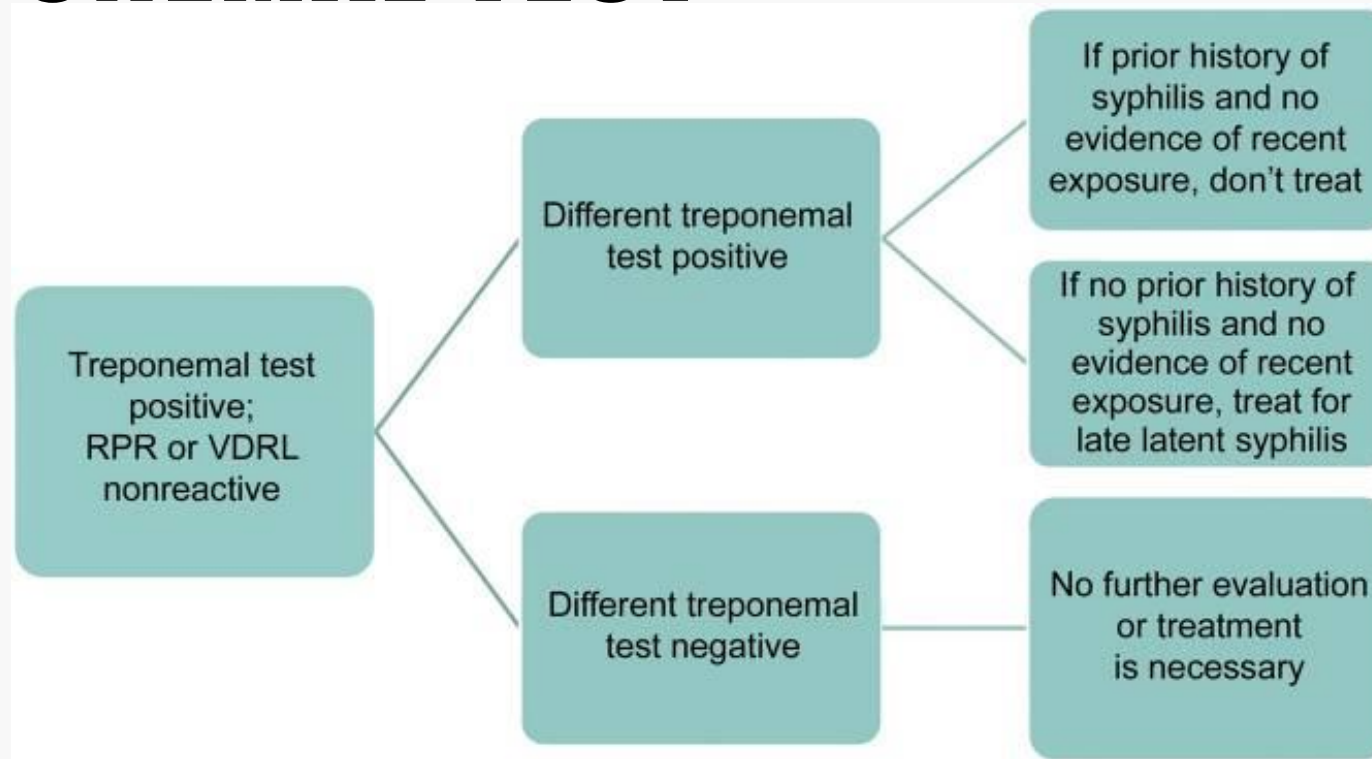 Treponemal test
positive;
RPR or VDRL
nonreactive
Different treponemal
test positive
If prior history of
syphilis and no
evidence of recent
exposure, don't treat
If no prior history of
syphilis and no
evidence of recent
exposure, treat for
late latent syphilis
Different treponemal
test negative
No further evaluation
or treatment
is necessary